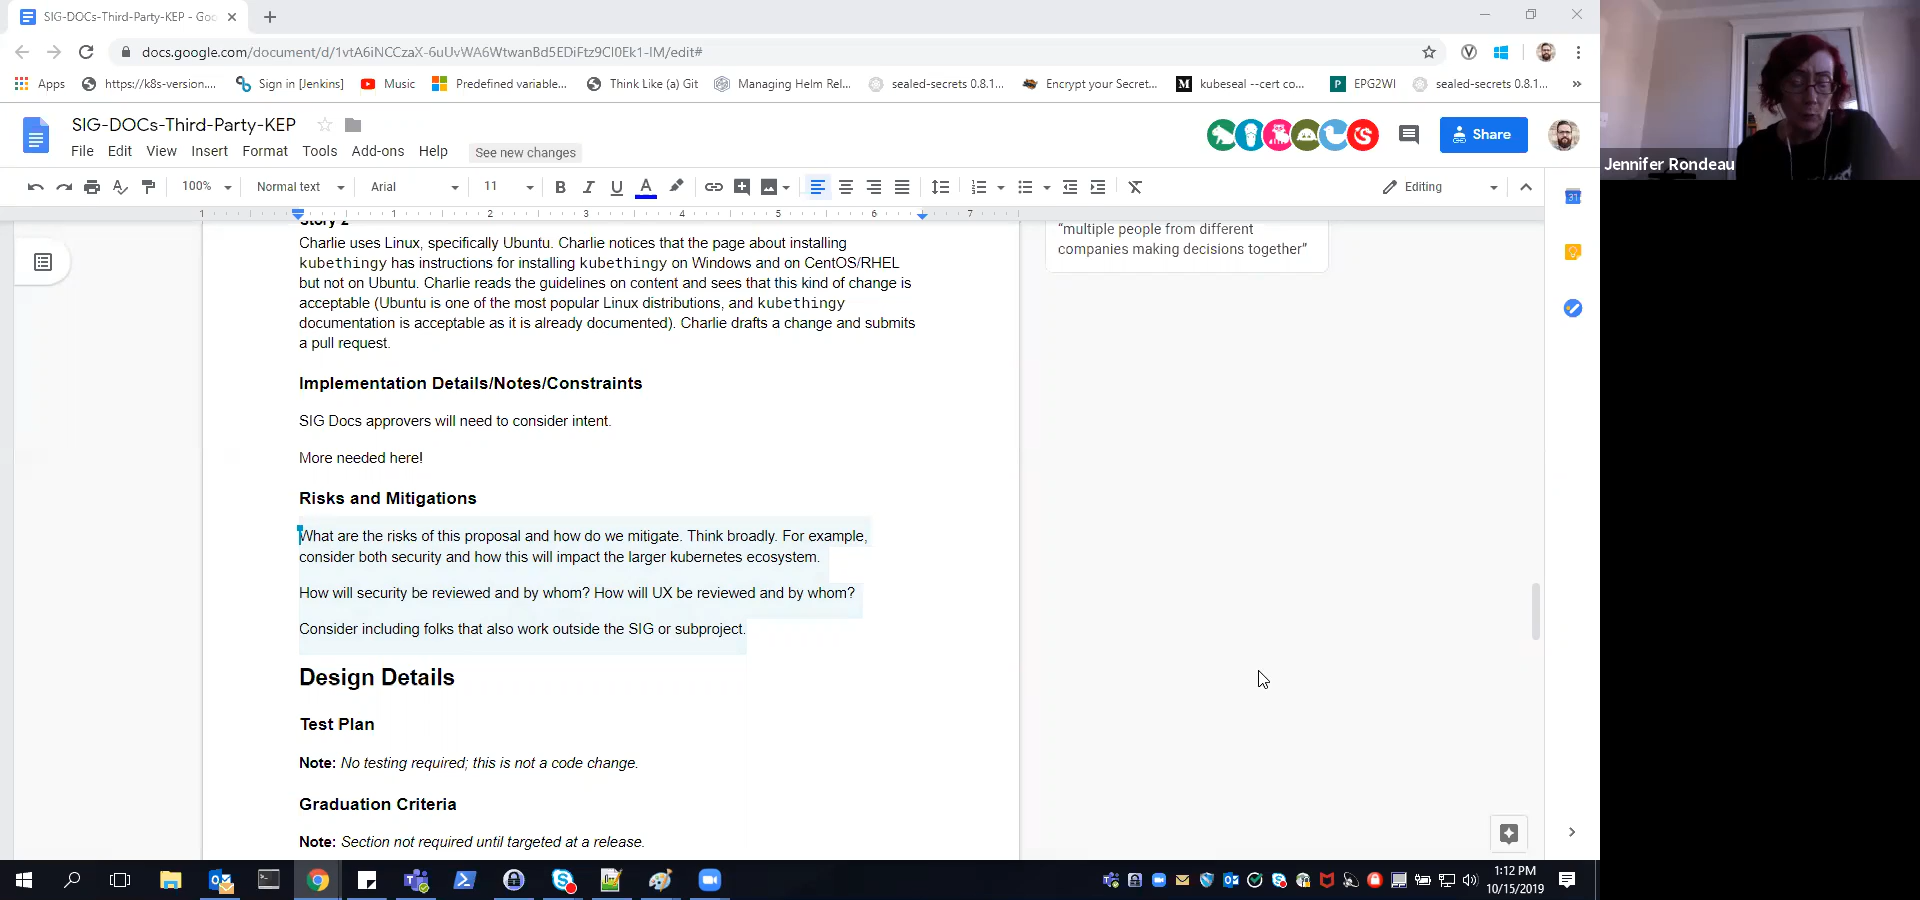 SIG-DOCs-Third-Party-KEP - Goo
docs.google.com/document/d/1vtA6iNCCzaX-6uUvWA6WtwanBd5EDiFtz9Cl0Ek1-IM/edit#
Apps
https://k8s-version....
Sign in [Jenkins]
Music
Predefined variable...
Think Like (a) Git
Managing Helm Rel...
sealed-secrets 0.8.1...
Encrypt your Secret...
kubeseal --cert co...
EPG2WI
sealed-secrets 0.8.1...
»
SIG-DOCs-Third-Party-KEP
File Edit View Insert Format Tools Add-ons Help
See new changes
Share
100%
Normal text
Arial
11
Editing
1 1 2 3 4 5 6 7
31
Story 2
Charlie uses Linux, specifically Ubuntu. Charlie notices that the page about installing
kubethingy has instructions for installing kubethingy on Windows and on CentOS/RHEL
but not on Ubuntu. Charlie reads the guidelines on content and sees that this kind of change is
acceptable (Ubuntu is one of the most popular Linux distributions, and kubethingy
documentation is acceptable as it is already documented). Charlie drafts a change and submits
a pull request.
Implementation Details/Notes/Constraints
SIG Docs approvers will need to consider intent.
More needed here!
Risks and Mitigations
What are the risks of this proposal and how do we mitigate. Think broadly. For example,
consider both security and how this will impact the larger kubernetes ecosystem.
How will security be reviewed and by whom? How will UX be reviewed and by whom?
Consider including folks that also work outside the SIG or subproject.
Design Details
Test Plan
Note: No testing required; this is not a code change.
Graduation Criteria
Note: Section not required until targeted at a release.
“multiple people from different
companies making decisions together”
Jennifer Rondeau
1:12 PM
10/15/2019